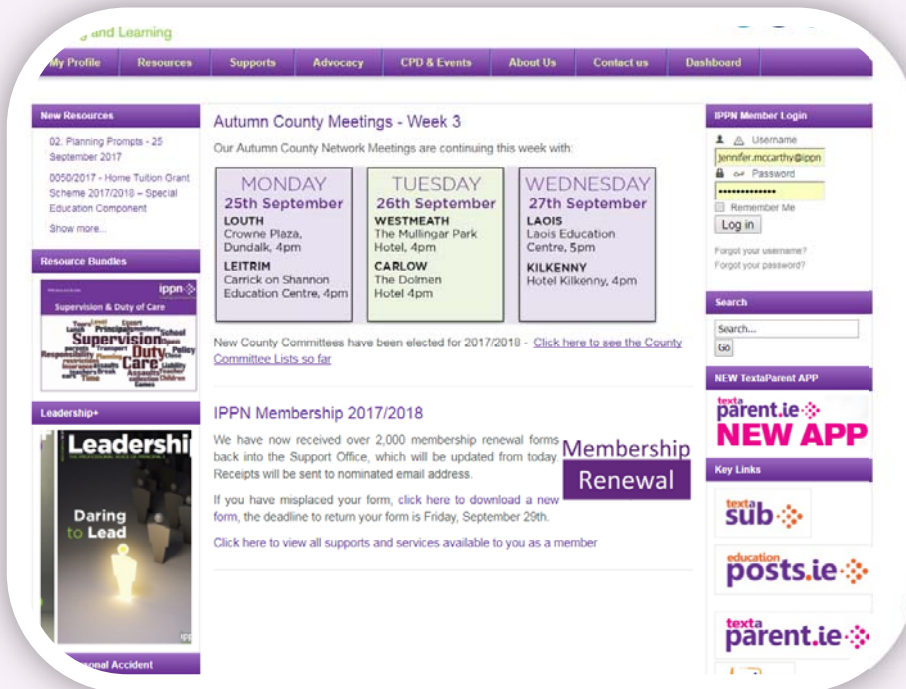 and Learning
My Profile Resources Supports Advocacy CPD & Events About Us Contact us Dashboard
New Resources
02. Planning Prompts - 25
September 2017
0050/2017 - Home Tuition Grant
Scheme 2017/2018 – Special
Education Component
Show more...
Resource Bundles
ippn
Supervision & Duty of Care
Supervision
Duty
Care
Responsibility
School
Policy
Liability
Children
Leadership+
Leadershi
Daring
to Lead
ippn
onal Accident
Autumn County Meetings - Week 3
Our Autumn County Network Meetings are continuing this week with:
MONDAY
25th September
LOUTH
Crowne Plaza,
Dundalk, 4pm
LEITRIM
Carrick on Shannon
Education Centre, 4pm
TUESDAY
26th September
WESTMEATH
The Mullingar Park
Hotel, 4pm
CARLOW
The Dolmen
Hotel 4pm
WEDNESDAY
27th September
LAOIS
Laois Education
Centre, 5pm
KILKENNY
Hotel Kilkenny, 4pm
New County Committees have been elected for 2017/2018 - Click here to see the County
Committee Lists so far
IPPN Membership 2017/2018
We have now received over 2,000 membership renewal forms
back into the Support Office, which will be updated from today.
Receipts will be sent to nominated email address.
If you have misplaced your form, click here to download a new
form, the deadline to return your form is Friday, September 29th.
Click here to view all supports and services available to you as a member
Membership
Renewal
IPPN Member Login
Username
jennifer.mccarthy@ippn
Password
Remember Me
Log in
Forgot your username?
Forgot your password?
Search
Search...
Go
NEW TextaParent APP
texta
parent.ie
NEW APP
Key Links
texta
sub
education
posts.ie
texta
parent.ie